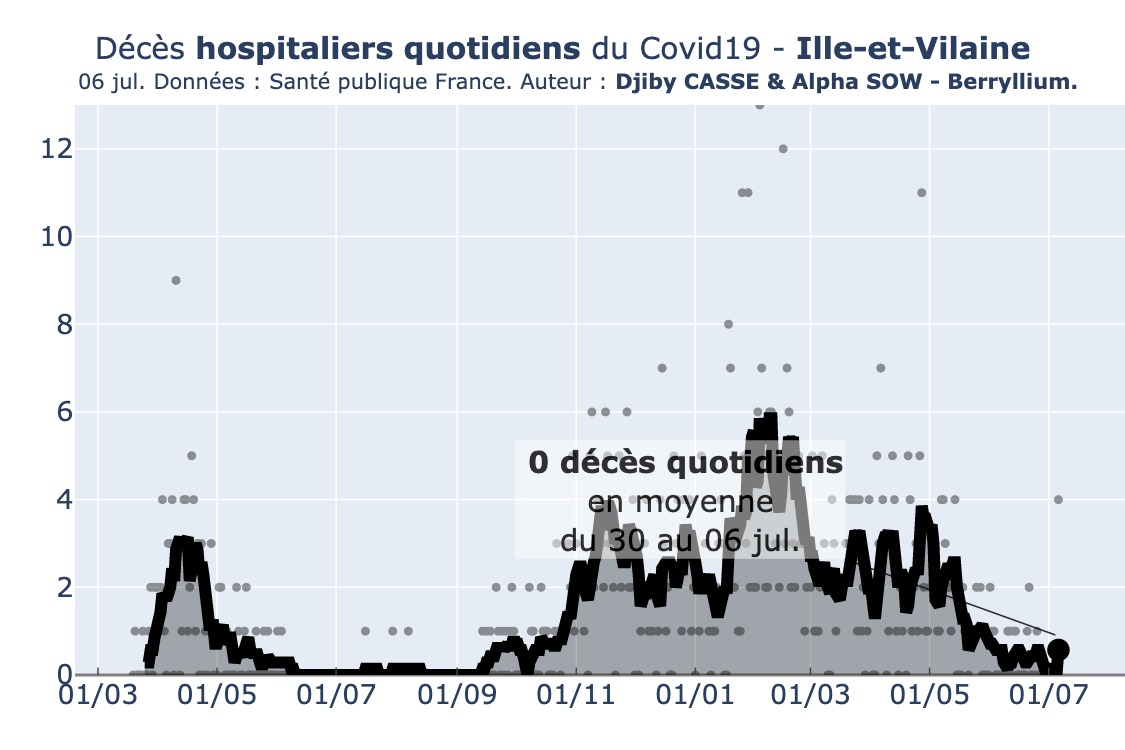 Décès hospitaliers quotidiens du Covid19 - Ille-et-Vilaine
06 jul. Données : Santé publique France. Auteur : Djiby CASSE & Alpha SOW - Berryllium.
12
10
8
6
4
2
0
0 décès quotidiens
en moyenne
du 30 au 06 jul.
01/03 01/05 01/07 01/09 01/11 01/01 01/03 01/05 01/07